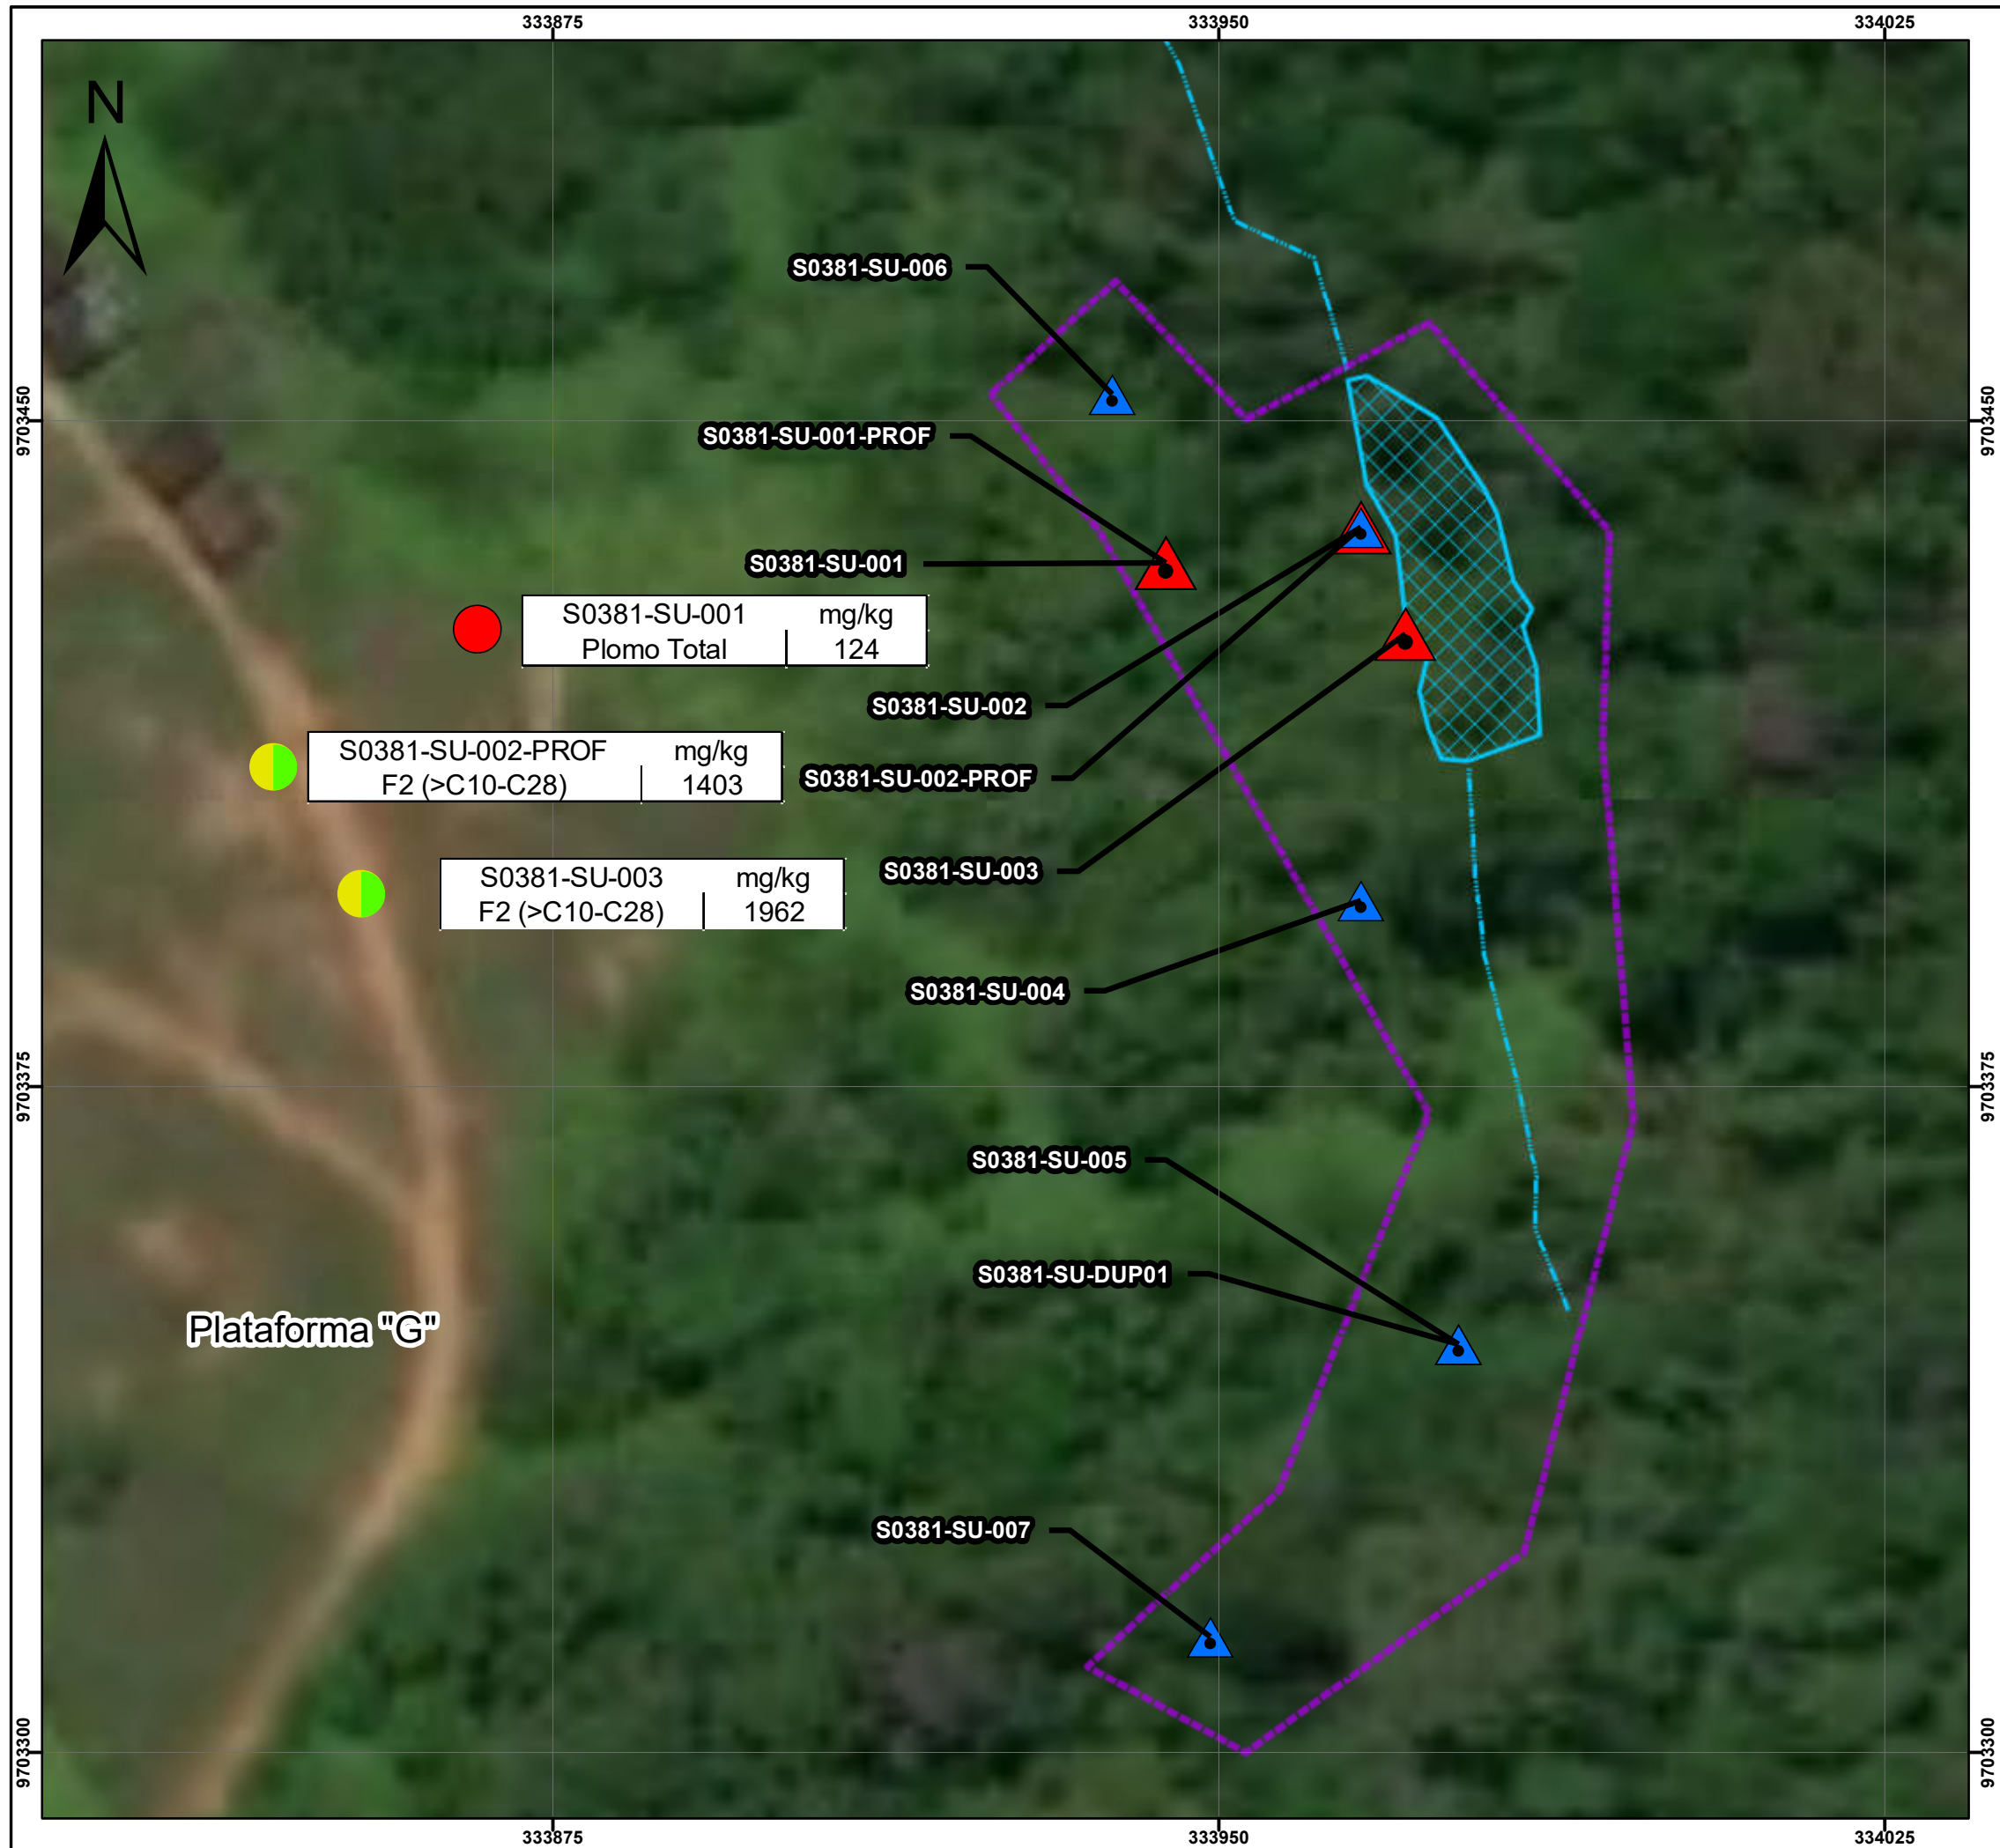 333875
333950
334025
N
S0381-SU-006
9703450
9703450
S0381-SU-001-PROF
S0381-SU-001
S0381-SU-001 mg/kg
Plomo Total 124
S0381-SU-002
S0381-SU-002-PROF mg/kg
F2 (>C10-C28) 1403
S0381-SU-002-PROF
S0381-SU-003
S0381-SU-003 mg/kg
F2 (>C10-C28) 1962
S0381-SU-004
9703375
9703375
S0381-SU-005
S0381-SU-DUP01
Plataforma "G"
S0381-SU-007
9703300
9703300
333875
333950
334025